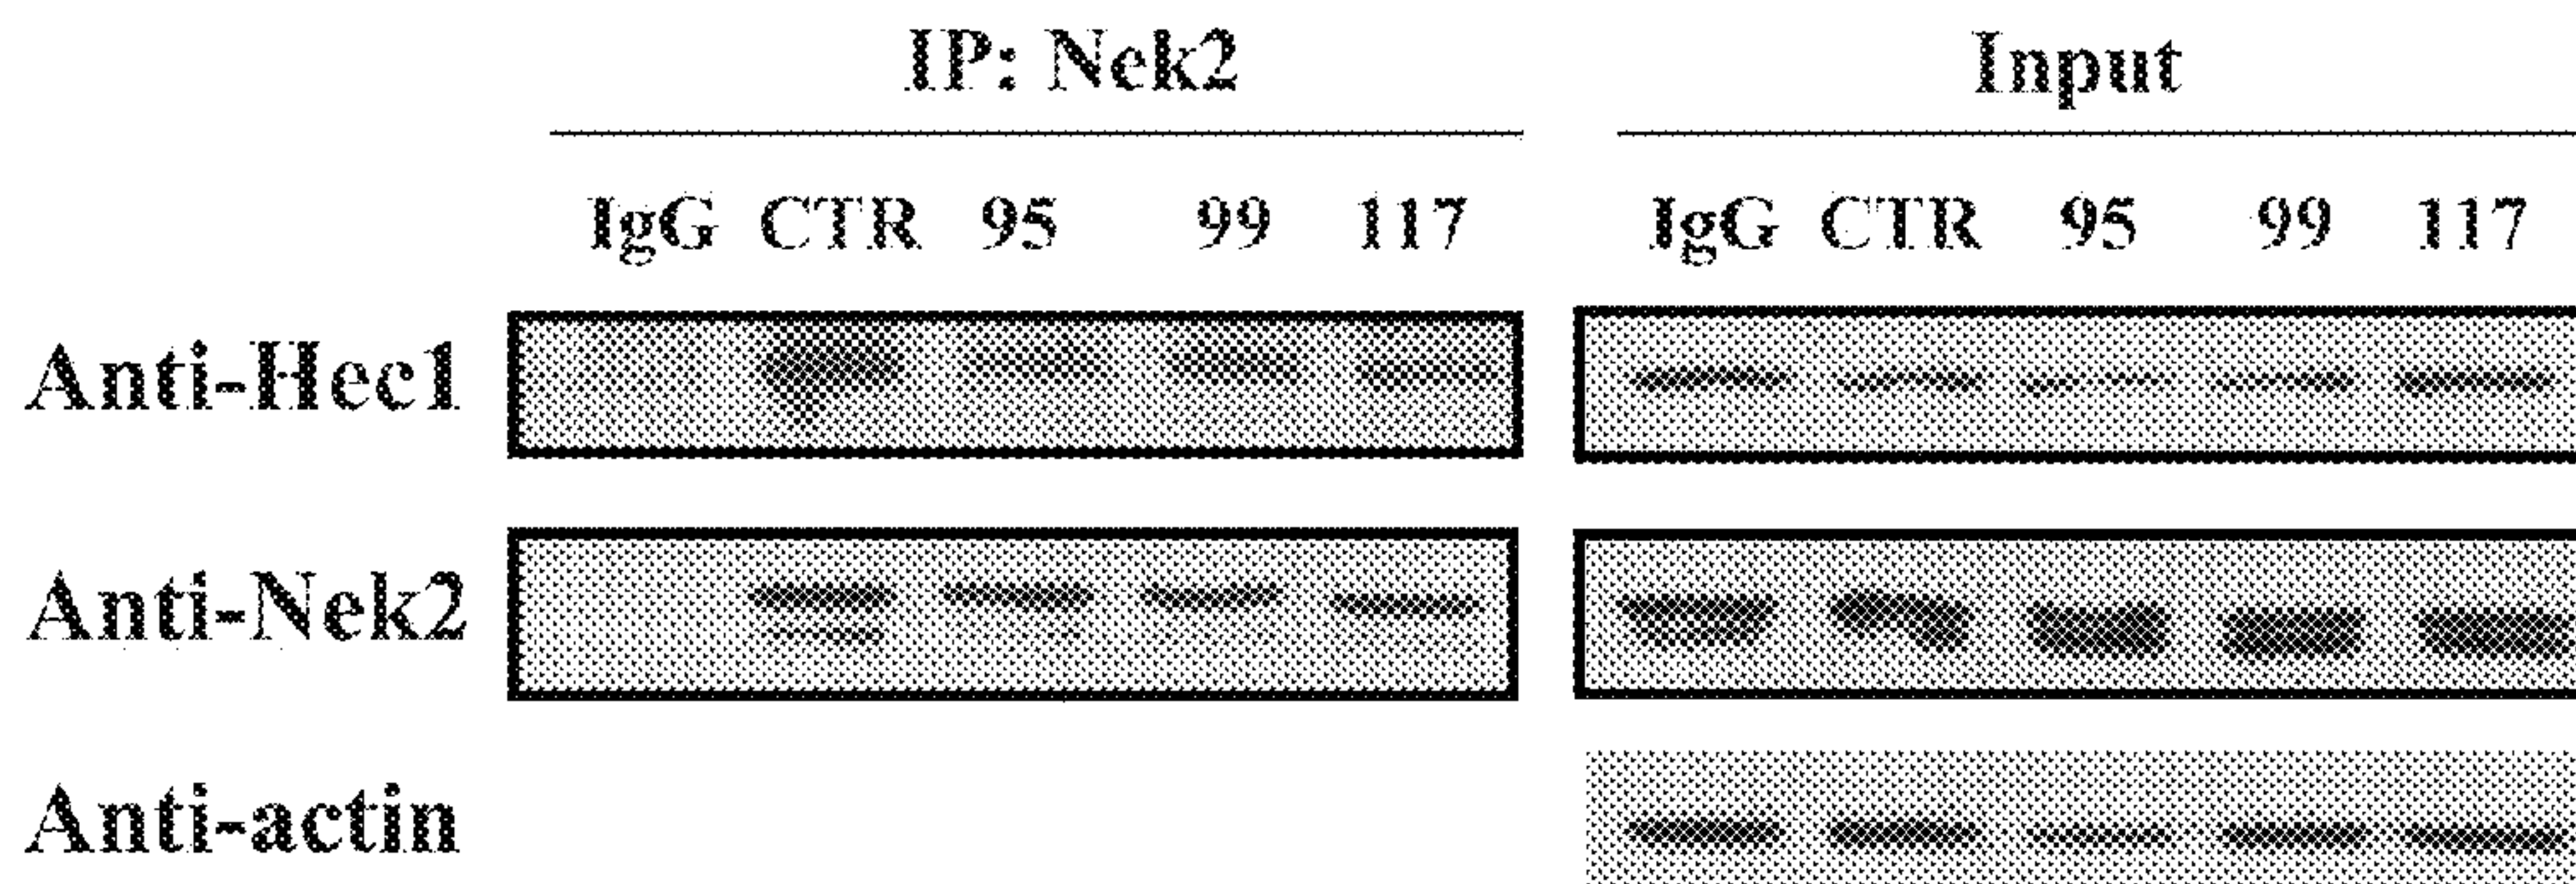 IP: Nek2 Input
IgG CTR 95 99 117 IgG CTR 95 99 117
Anti-Hec1
Anti-Nek2
Anti-actin